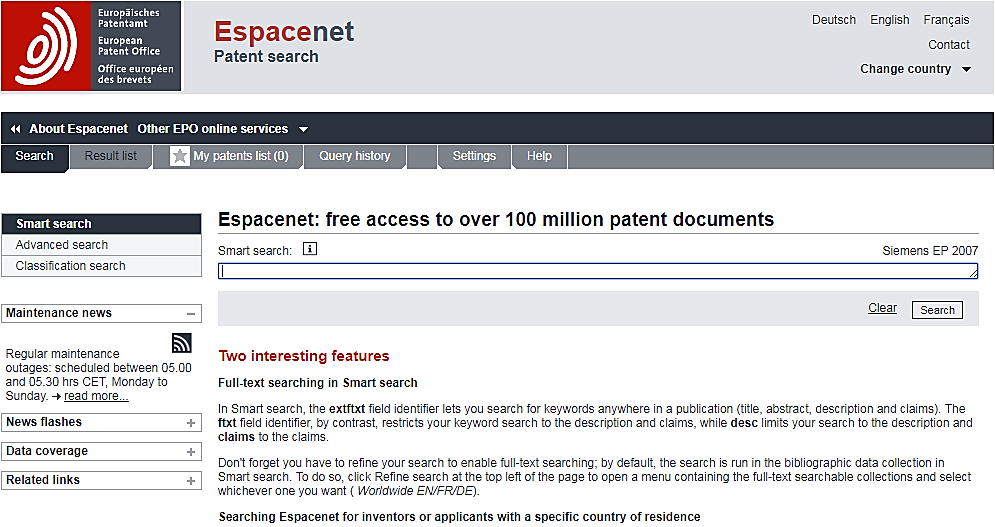 Europäisches
Patentamt
European
Patent Office
Office européen
des brevets
Espacenet
Patent search
Deutsch English Français
Contact
Change country
About Espacenet Other EPO online services
Search Result list My patents list (0) Query history Settings Help
Smart search
Advanced search
Classification search
Maintenance news
Regular maintenance
outages: scheduled between 05.00
and 05.30 hrs CET, Monday to
Sunday. → read more...
News flashes
Data coverage
Related links
Espacenet: free access to over 100 million patent documents
Smart search: i Siemens EP 2007
Clear Search
Two interesting features
Full-text searching in Smart search
In Smart search, the extftxt field identifier lets you search for keywords anywhere in a publication (title, abstract, description and claims). The
ftxt field identifier, by contrast, restricts your keyword search to the description and claims, while desc limits your search to the description and
claims to the claims.
Don't forget you have to refine your search to enable full-text searching; by default, the search is run in the bibliographic data collection in
Smart search. To do so, click Refine search at the top left of the page to open a menu containing the full-text searchable collections and select
whichever one you want ( Worldwide EN/FR/DE).
Searching Espacenet for inventors or applicants with a specific country of residence